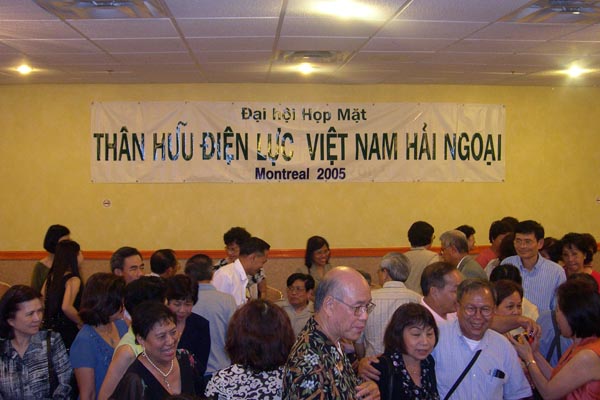 Đại hội Họp Mặt
THÂN HỮU ĐIỆN LỰC VIỆT NAM HẢI NGOẠI
Montreal 2005